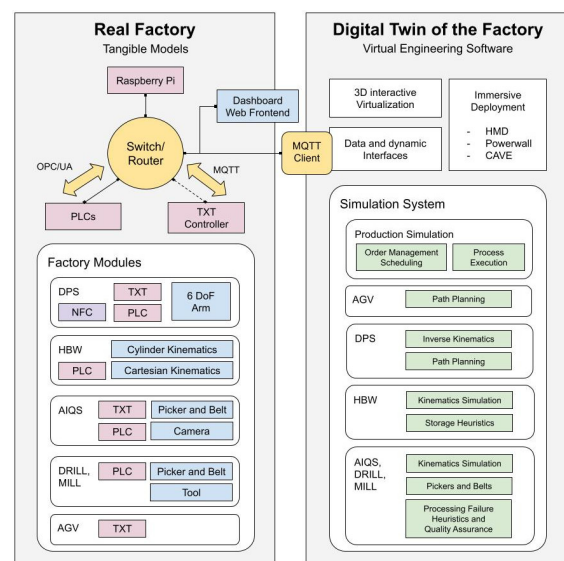 Real Factory
Tangible Models
Raspberry Pi
Dashboard
Web Frontend
Switch/
Router
OPC/UA
MQTT
PLCs
TXT
Controller
Factory Modules
DPS
TXT
6 DoF
Arm
NFC
PLC
HBW
Cylinder Kinematics
PLC
Cartesian Kinematics
AIQS
TXT
Picker and Belt
PLC
Camera
DRILL,
MILL
PLC
Picker and Belt
Tool
AGV
TXT
MQTT
Client
Digital Twin of the Factory
Virtual Engineering Software
3D interactive
Virtualization
Data and dynamic
Interfaces
Immersive
Deployment
- HMD
- Powerwall
- CAVE
Simulation System
Production Simulation
Order Management
Scheduling
Process
Execution
AGV
Path Planning
DPS
Inverse Kinematics
Path Planning
HBW
Kinematics Simulation
Storage Heuristics
AIQS,
DRILL,
MILL
Kinematics Simulation
Pickers and Belts
Processing Failure
Heuristics and
Quality Assurance